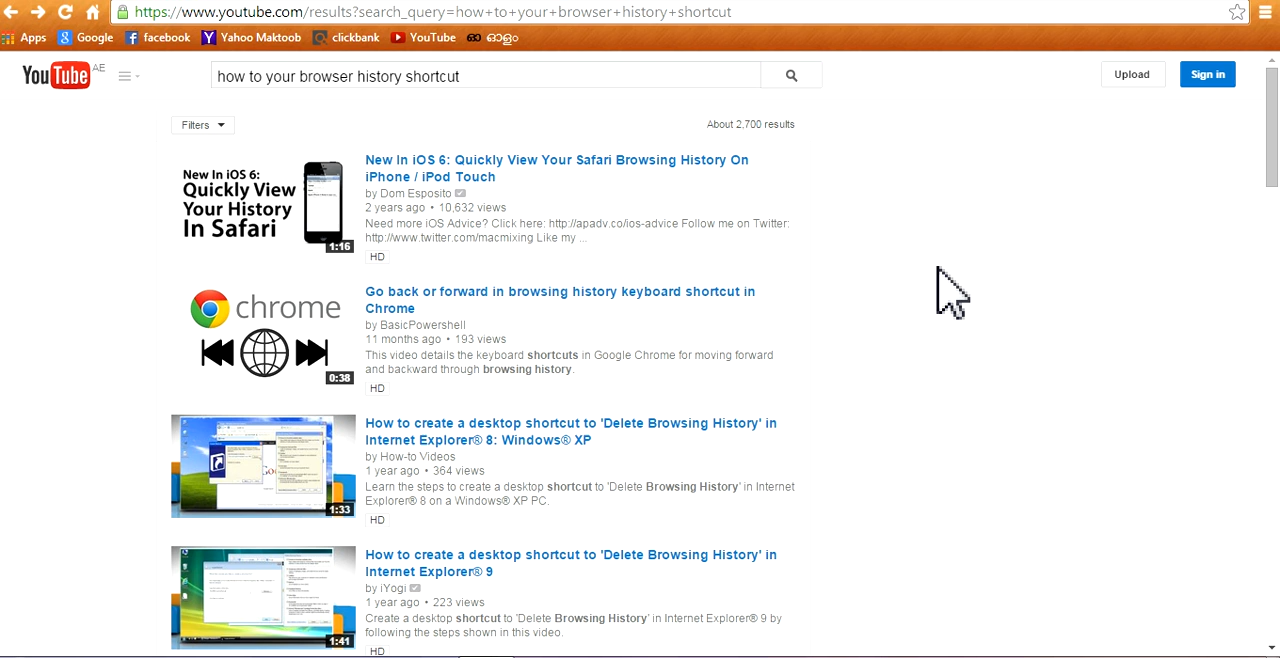 https://www.youtube.com/results?search_query=how+to+your+browser+history+shortcut
Apps Google facebook Yahoo Maktoob clickbank YouTube ഓളം
YouTube AE
how to your browser history shortcut
Upload
Sign in
Filters
About 2,700 results
New In iOS 6:
Quickly View
Your History
In Safari
1:16
New In iOS 6: Quickly View Your Safari Browsing History On
iPhone / iPod Touch
by Dom Esposito
2 years ago • 10,632 views
Need more iOS Advice? Click here: http://apadv.co/ios-advice Follow me on Twitter:
http://www.twitter.com/macmixing Like my ...
HD
chrome
0:38
Go back or forward in browsing history keyboard shortcut in
Chrome
by BasicPowershell
11 months ago • 193 views
This video details the keyboard shortcuts in Google Chrome for moving forward
and backward through browsing history.
HD
1:33
How to create a desktop shortcut to 'Delete Browsing History' in
Internet Explorer® 8: Windows® XP
by How-to Videos
1 year ago • 364 views
Learn the steps to create a desktop shortcut to 'Delete Browsing History' in Internet
Explorer® 8 on a Windows® XP PC.
HD
1:41
How to create a desktop shortcut to 'Delete Browsing History' in
Internet Explorer® 9
by iYogi
1 year ago • 223 views
Create a desktop shortcut to 'Delete Browsing History' in Internet Explorer® 9 by
following the steps shown in this video.
HD